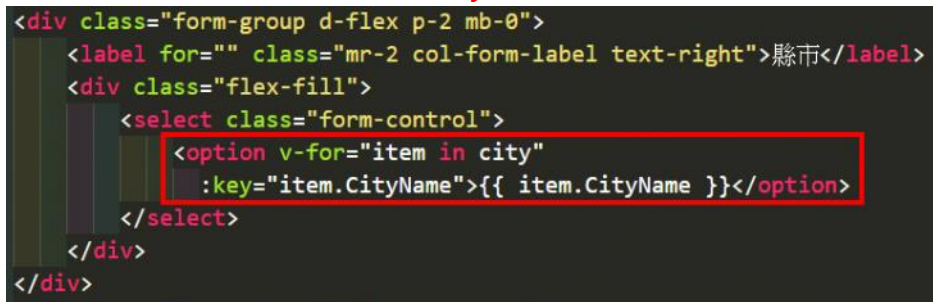 <div class="form-group d-flex p-2 mb-0">
<label for="" class="mr-2 col-form-label text-right">縣市</label>
<div class="flex-fill">
<select class="form-control">
<option v-for="item in city"
:key="item.CityName">{{ item.CityName }}</option>
</select>
</div>
</div>